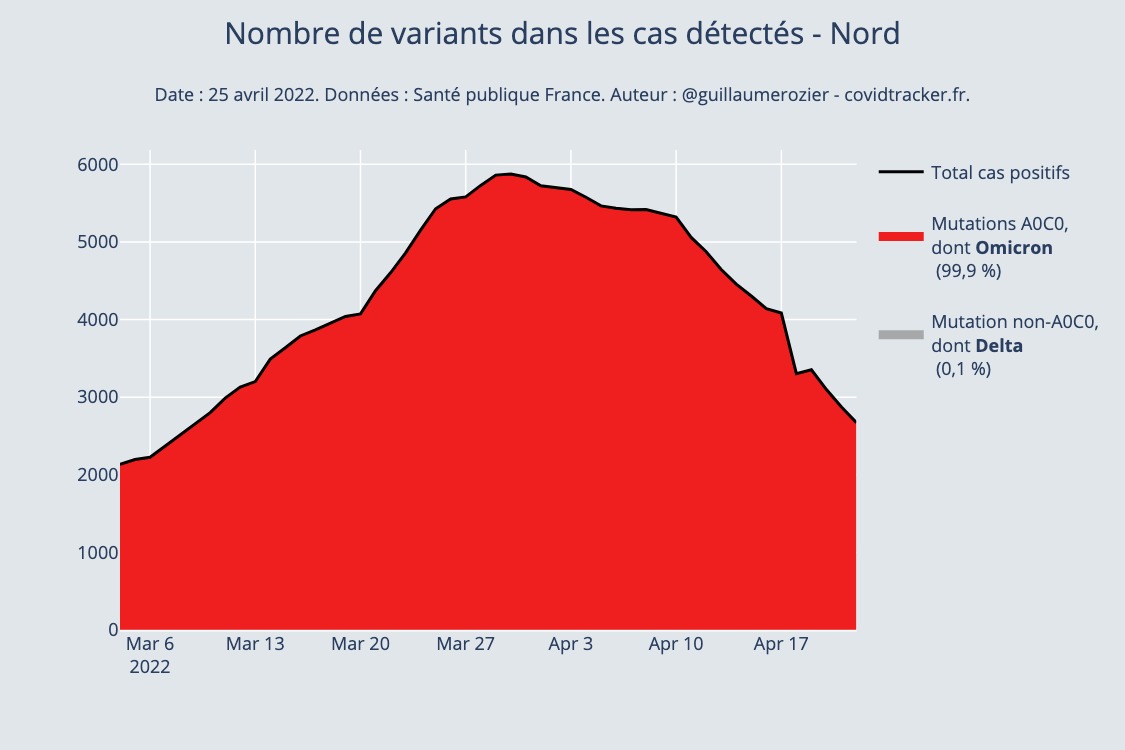 Nombre de variants dans les cas détectés - Nord
Date : 25 avril 2022. Données : Santé publique France. Auteur : @guillaumerozier - covidtracker.fr.
6000
5000
4000
3000
2000
1000
0
Mar 6
2022
Mar 13
Mar 20
Mar 27
Apr 3
Apr 10
Apr 17
Total cas positifs
Mutations A0C0,
dont Omicron
(99,9 %)
Mutation non-A0C0,
dont Delta
(0,1 %)